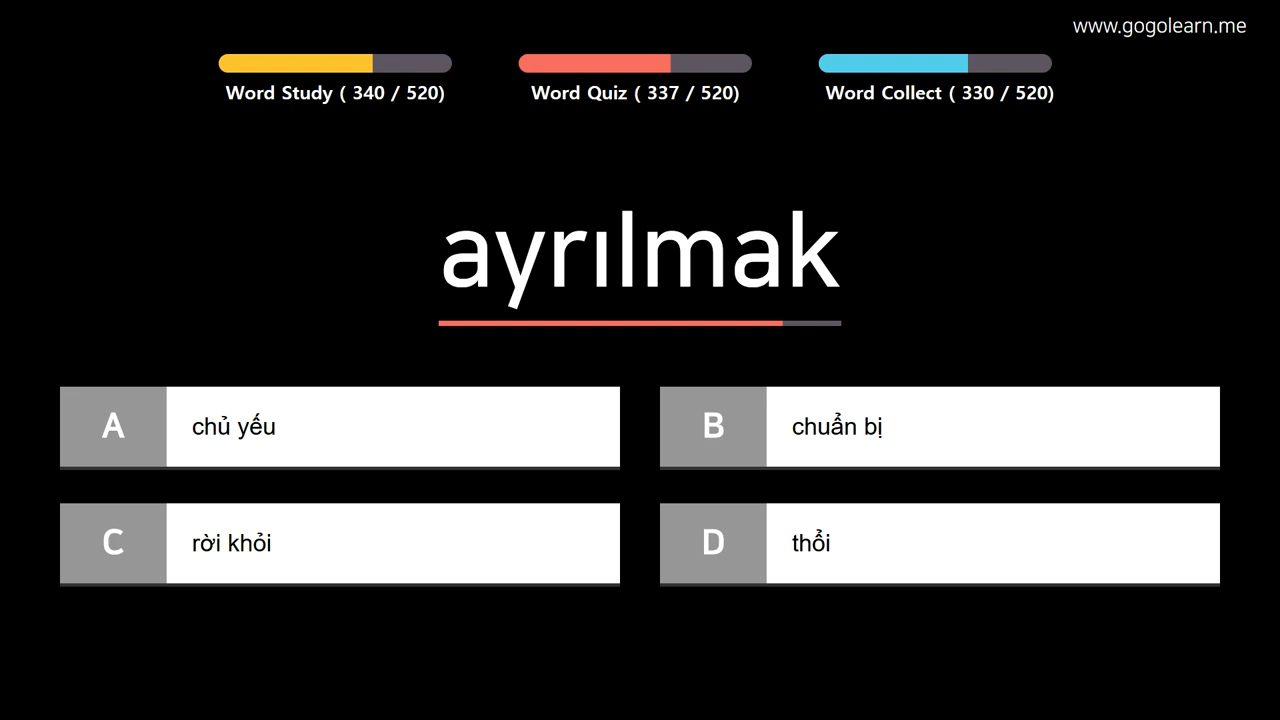 www.gogolearn.me
Word Study ( 340 / 520)
Word Quiz ( 337 / 520)
Word Collect ( 330 / 520)
ayrılmak
A
chủ yếu
B
chuẩn bị
C
rời khỏi
D
thổi